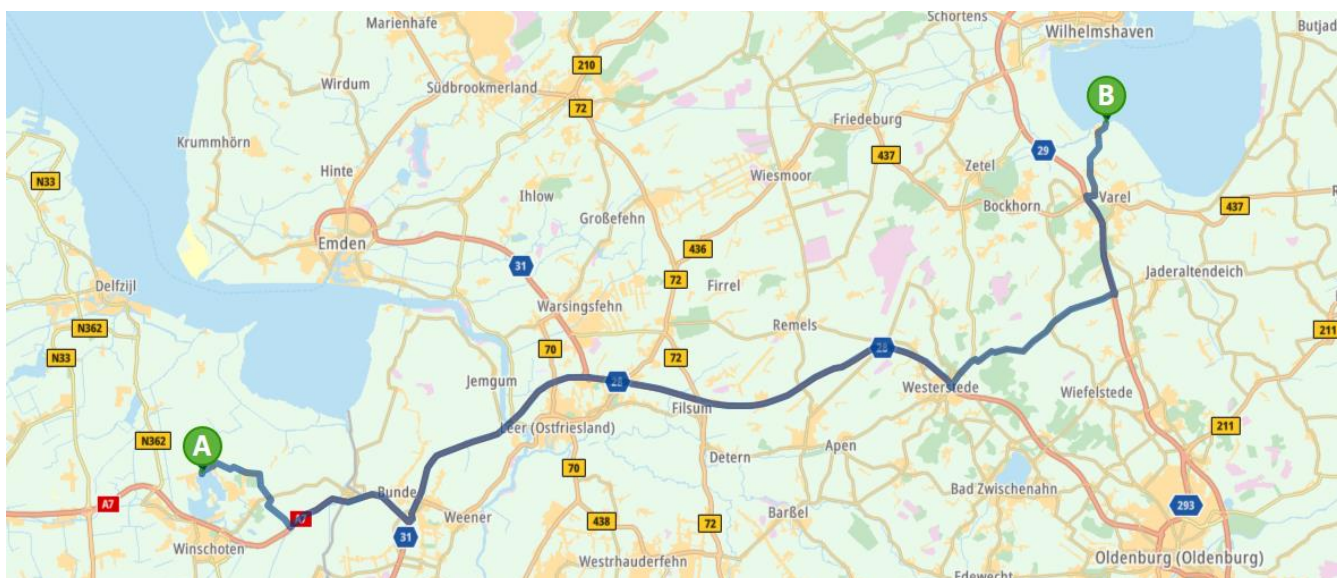 Marienhafe
Schortens
Wilhelmshaven
Butjad
210
Wirdum
Südbrookmerland
72
B
Krummhörn
Friedeburg
N33
Hinte
29
437
Zetel
Ihlow
Wiesmoor
Bockhorn
Varel
437
Großefehn
Emden
436
31
72
Jaderaltendeich
Delfzijl
Firrel
Warsingsfehn
N362
Remels
211
N33
70
28
72
Jemgum
28
Westerstede
Wiefelstede
Filsum
Leer (Ostfriesland)
211
N362
A
Apen
Detern
70
Bad Zwischenahn
Bunde
A7
A7
Weener
Barßel
293
438
72
31
Winschoten
Westrhauderfehn
Oldenburg (Oldenburg)
Edewecht